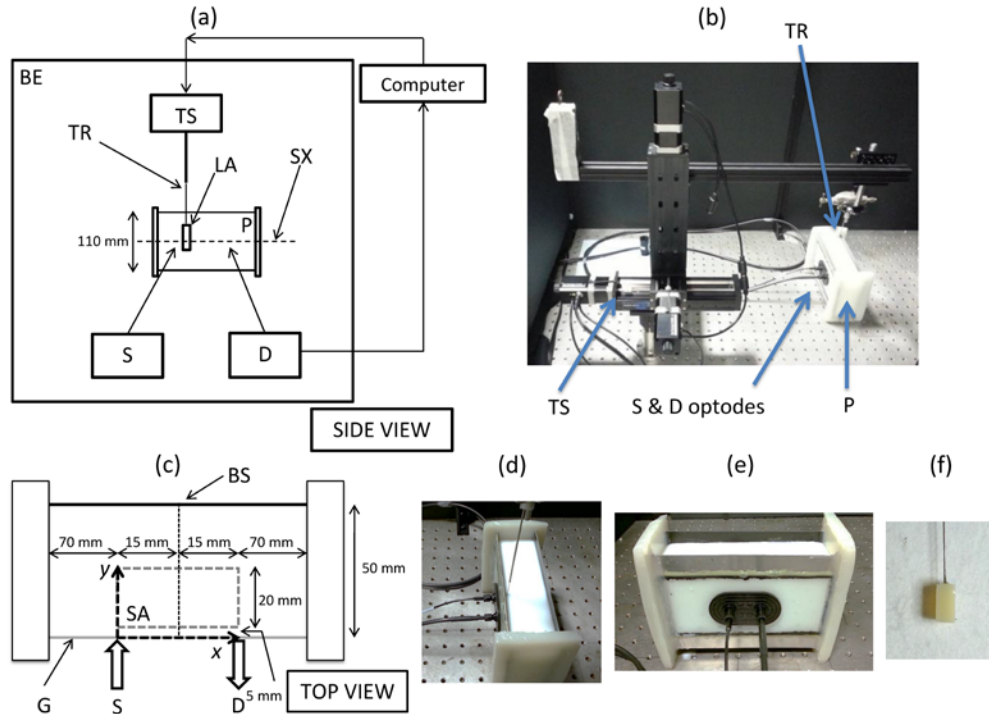 (a)
BE
TS
Computer
TR
LA
SX
P
110 mm
S
D
SIDE VIEW
(b)
TR
TS
S & D optodes
P
(c)
BS
70 mm
15 mm
15 mm
70 mm
50 mm
y
20 mm
SA
x
G
S
D
5 mm
TOP VIEW
(d)
(e)
(f)